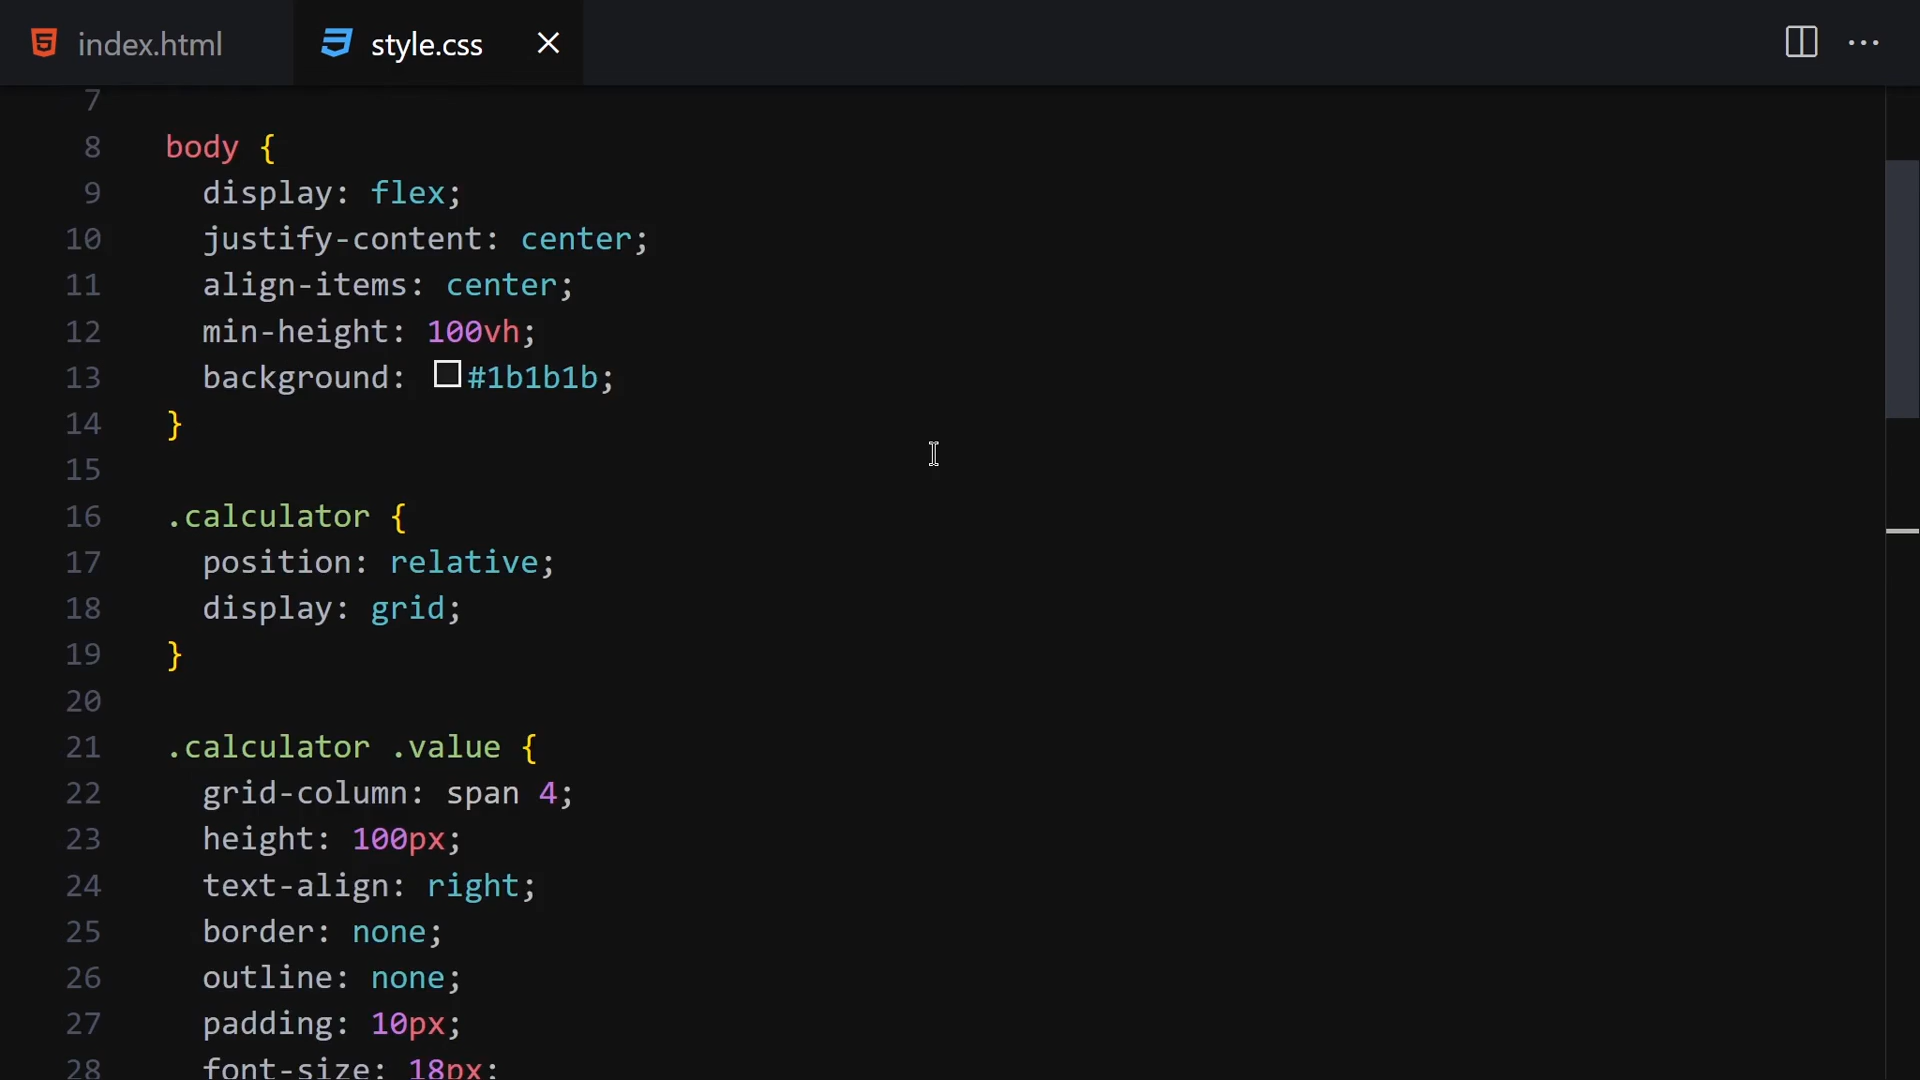 index.html
style.css
7
8 body {
9 display: flex;
10 justify-content: center;
11 align-items: center;
12 min-height: 100vh;
13 background: #1b1b1b;
14 }
15
16 .calculator {
17 position: relative;
18 display: grid;
19 }
20
21 .calculator .value {
22 grid-column: span 4;
23 height: 100px;
24 text-align: right;
25 border: none;
26 outline: none;
27 padding: 10px;
28 font-size: 18px;